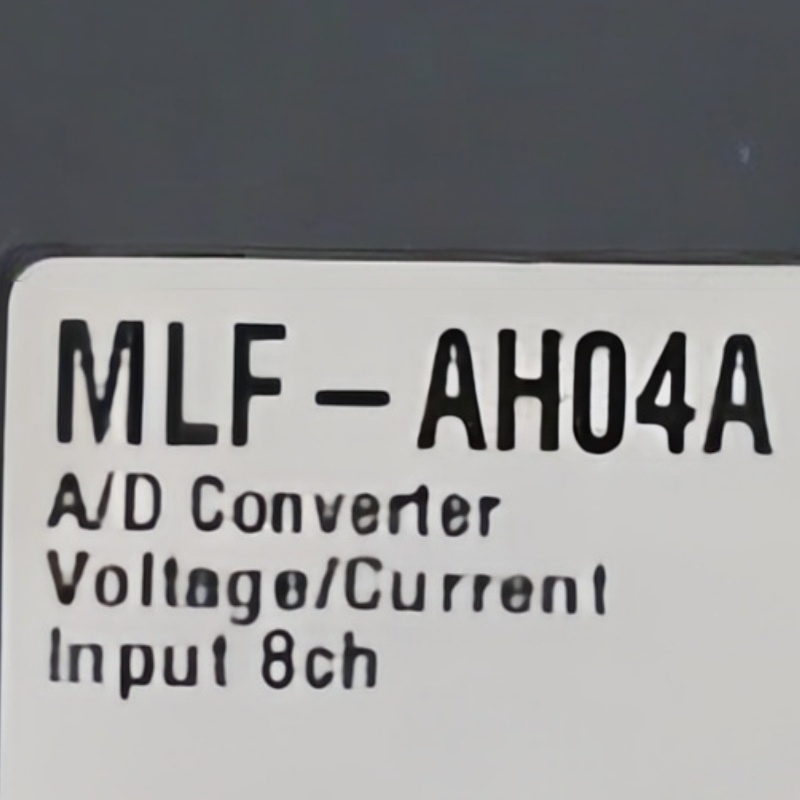 MLF-AH04A
A/D Converter
Voltage/Current
Input 8ch